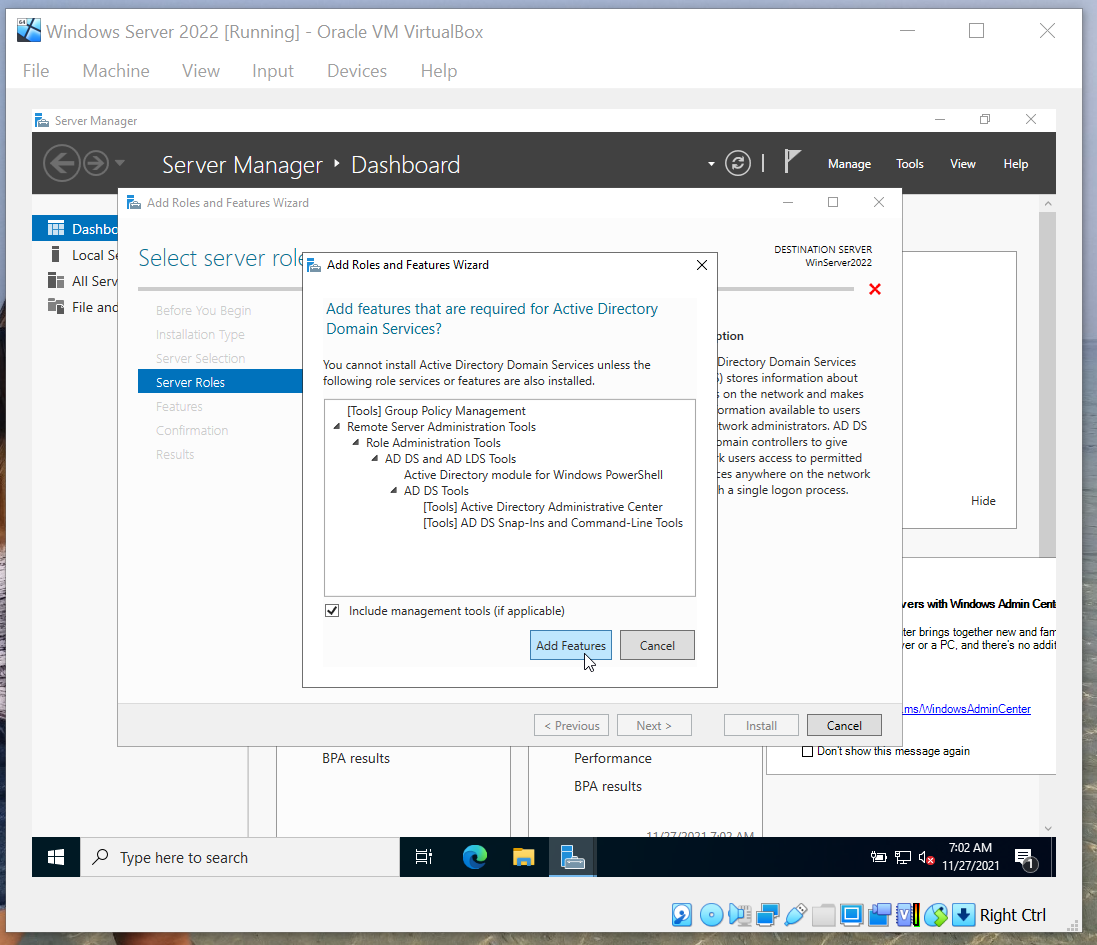 Windows Server 2022 [Running] - Oracle VM VirtualBox
File Machine View Input Devices Help
Server Manager
Server Manager Dashboard
Manage Tools View Help
Add Roles and Features Wizard
Dashbo
Local Se
All Serv
File and
Select server role
DESTINATION SERVER
WinServer2022
Before You Begin
Installation Type
Server Selection
Server Roles
Features
Confirmation
Results
Add Roles and Features Wizard
Add features that are required for Active Directory
Domain Services?
You cannot install Active Directory Domain Services unless the
following role services or features are also installed.
[Tools] Group Policy Management
Remote Server Administration Tools
Role Administration Tools
AD DS and AD LDS Tools
Active Directory module for Windows PowerShell
AD DS Tools
[Tools] Active Directory Administrative Center
[Tools] AD DS Snap-Ins and Command-Line Tools
Include management tools (if applicable)
Add Features Cancel
ption
Directory Domain Services
) stores information about
on the network and makes
ormation available to users
twork administrators. AD DS
omain controllers to give
k users access to permitted
ces anywhere on the network
h a single logon process.
Hide
< Previous Next > Install Cancel
vers with Windows Admin Cent
ter brings together new and fam
ver or a PC, and there's no addit
.ms/WindowsAdminCenter
Don't show this message again
BPA results
Performance
BPA results
11/27/2021 7:02 AM
Type here to search
7:02 AM
11/27/2021
1
Right Ctrl